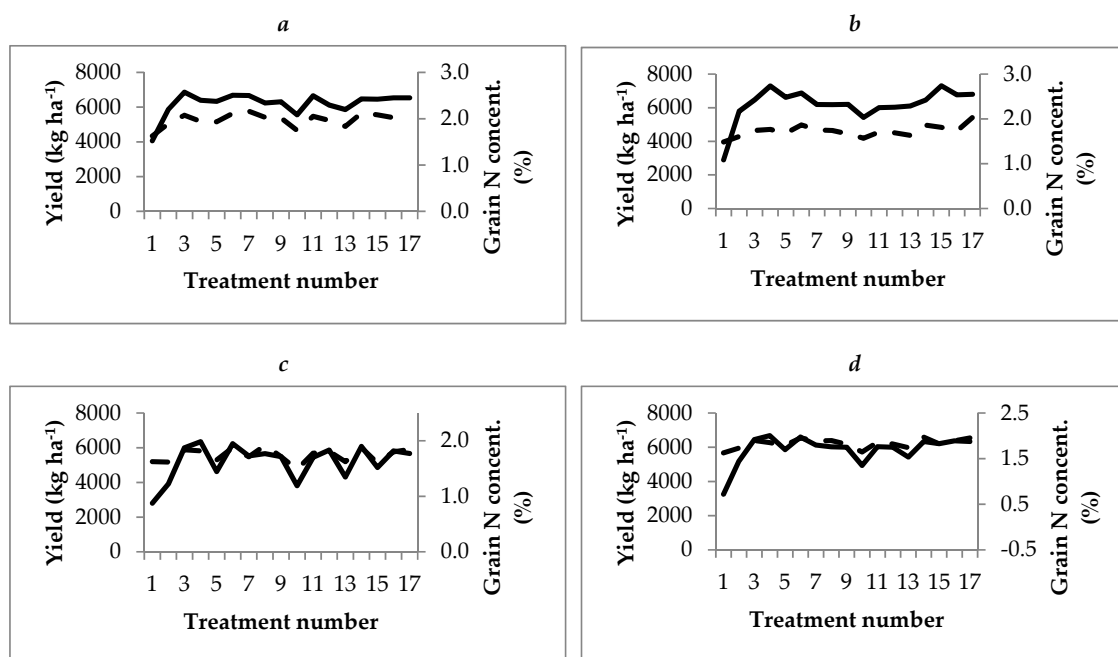 a
8000
6000
4000
2000
0
Yield (kg ha⁻¹)
3.0
2.0
1.0
0.0
Grain N concent.
(%)
1 3 5 7 9 11 13 15 17
Treatment number
b
8000
6000
4000
2000
0
Yield (kg ha⁻¹)
3.0
2.0
1.0
0.0
Grain N concent.
(%)
1 3 5 7 9 11 13 15 17
Treatment number
c
8000
6000
4000
2000
0
Yield (kg ha⁻¹)
2.0
1.0
0.0
Grain N concent.
(%)
1 3 5 7 9 11 13 15 17
Treatment number
d
8000
6000
4000
2000
0
Yield (kg ha⁻¹)
2.5
1.5
0.5
-0.5
Grain N concent.
(%)
1 3 5 7 9 11 13 15 17
Treatment number